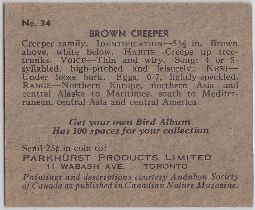 No. 34
BROWN CREEPER
Creeper family. IDENTIFICATION—5½ in. Brown
above, white below. HABITS—Creeps up tree-
trunks. VOICE—Thin and wiry. Song: 4 or 5-
syllabled, high-pitched and leisurely. NEST—
Under loose bark. Eggs, 6-7, lightly-speckled.
RANGE—Northern Europe, northern Asia and
central Alaska to Maritimes, south to Mediter-
ranean, central Asia and central America.
Get your own Bird Album
Has 100 spaces for your collection
Send 25¢ in coin to:
PARKHURST PRODUCTS LIMITED
11 WABASH AVE. TORONTO
Paintings and descriptions courtesy Audubon Society
of Canada as published in Canadian Nature Magazine.